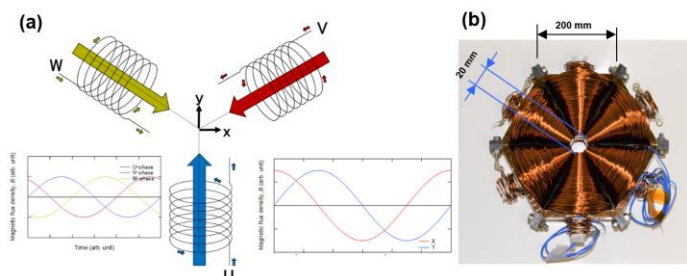 (a)
V
W
y
x
U-phase
V-phase
W-phase
Magnetic flux density, B (arb. unit)
Time (arb. unit)
Magnetic flux density, B (arb. unit)
X
U
(b)
200 mm
20 mm